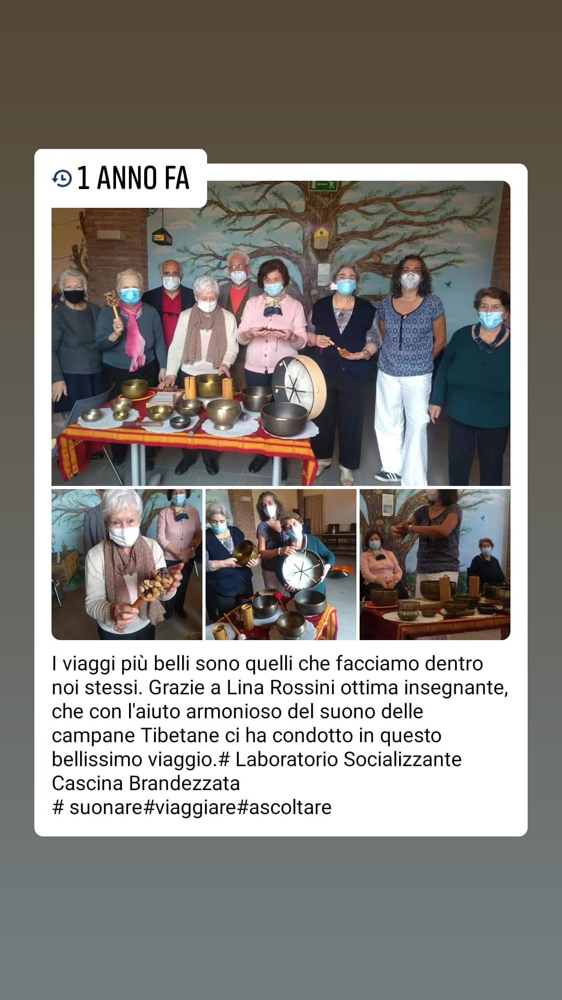 1 ANNO FA
I viaggi più belli sono quelli che facciamo dentro
noi stessi. Grazie a Lina Rossini ottima insegnante,
che con l'aiuto armonioso del suono delle
campane Tibetane ci ha condotto in questo
bellissimo viaggio.# Laboratorio Socializzante
Cascina Brandezzata
# suonare#viaggiare#ascoltare